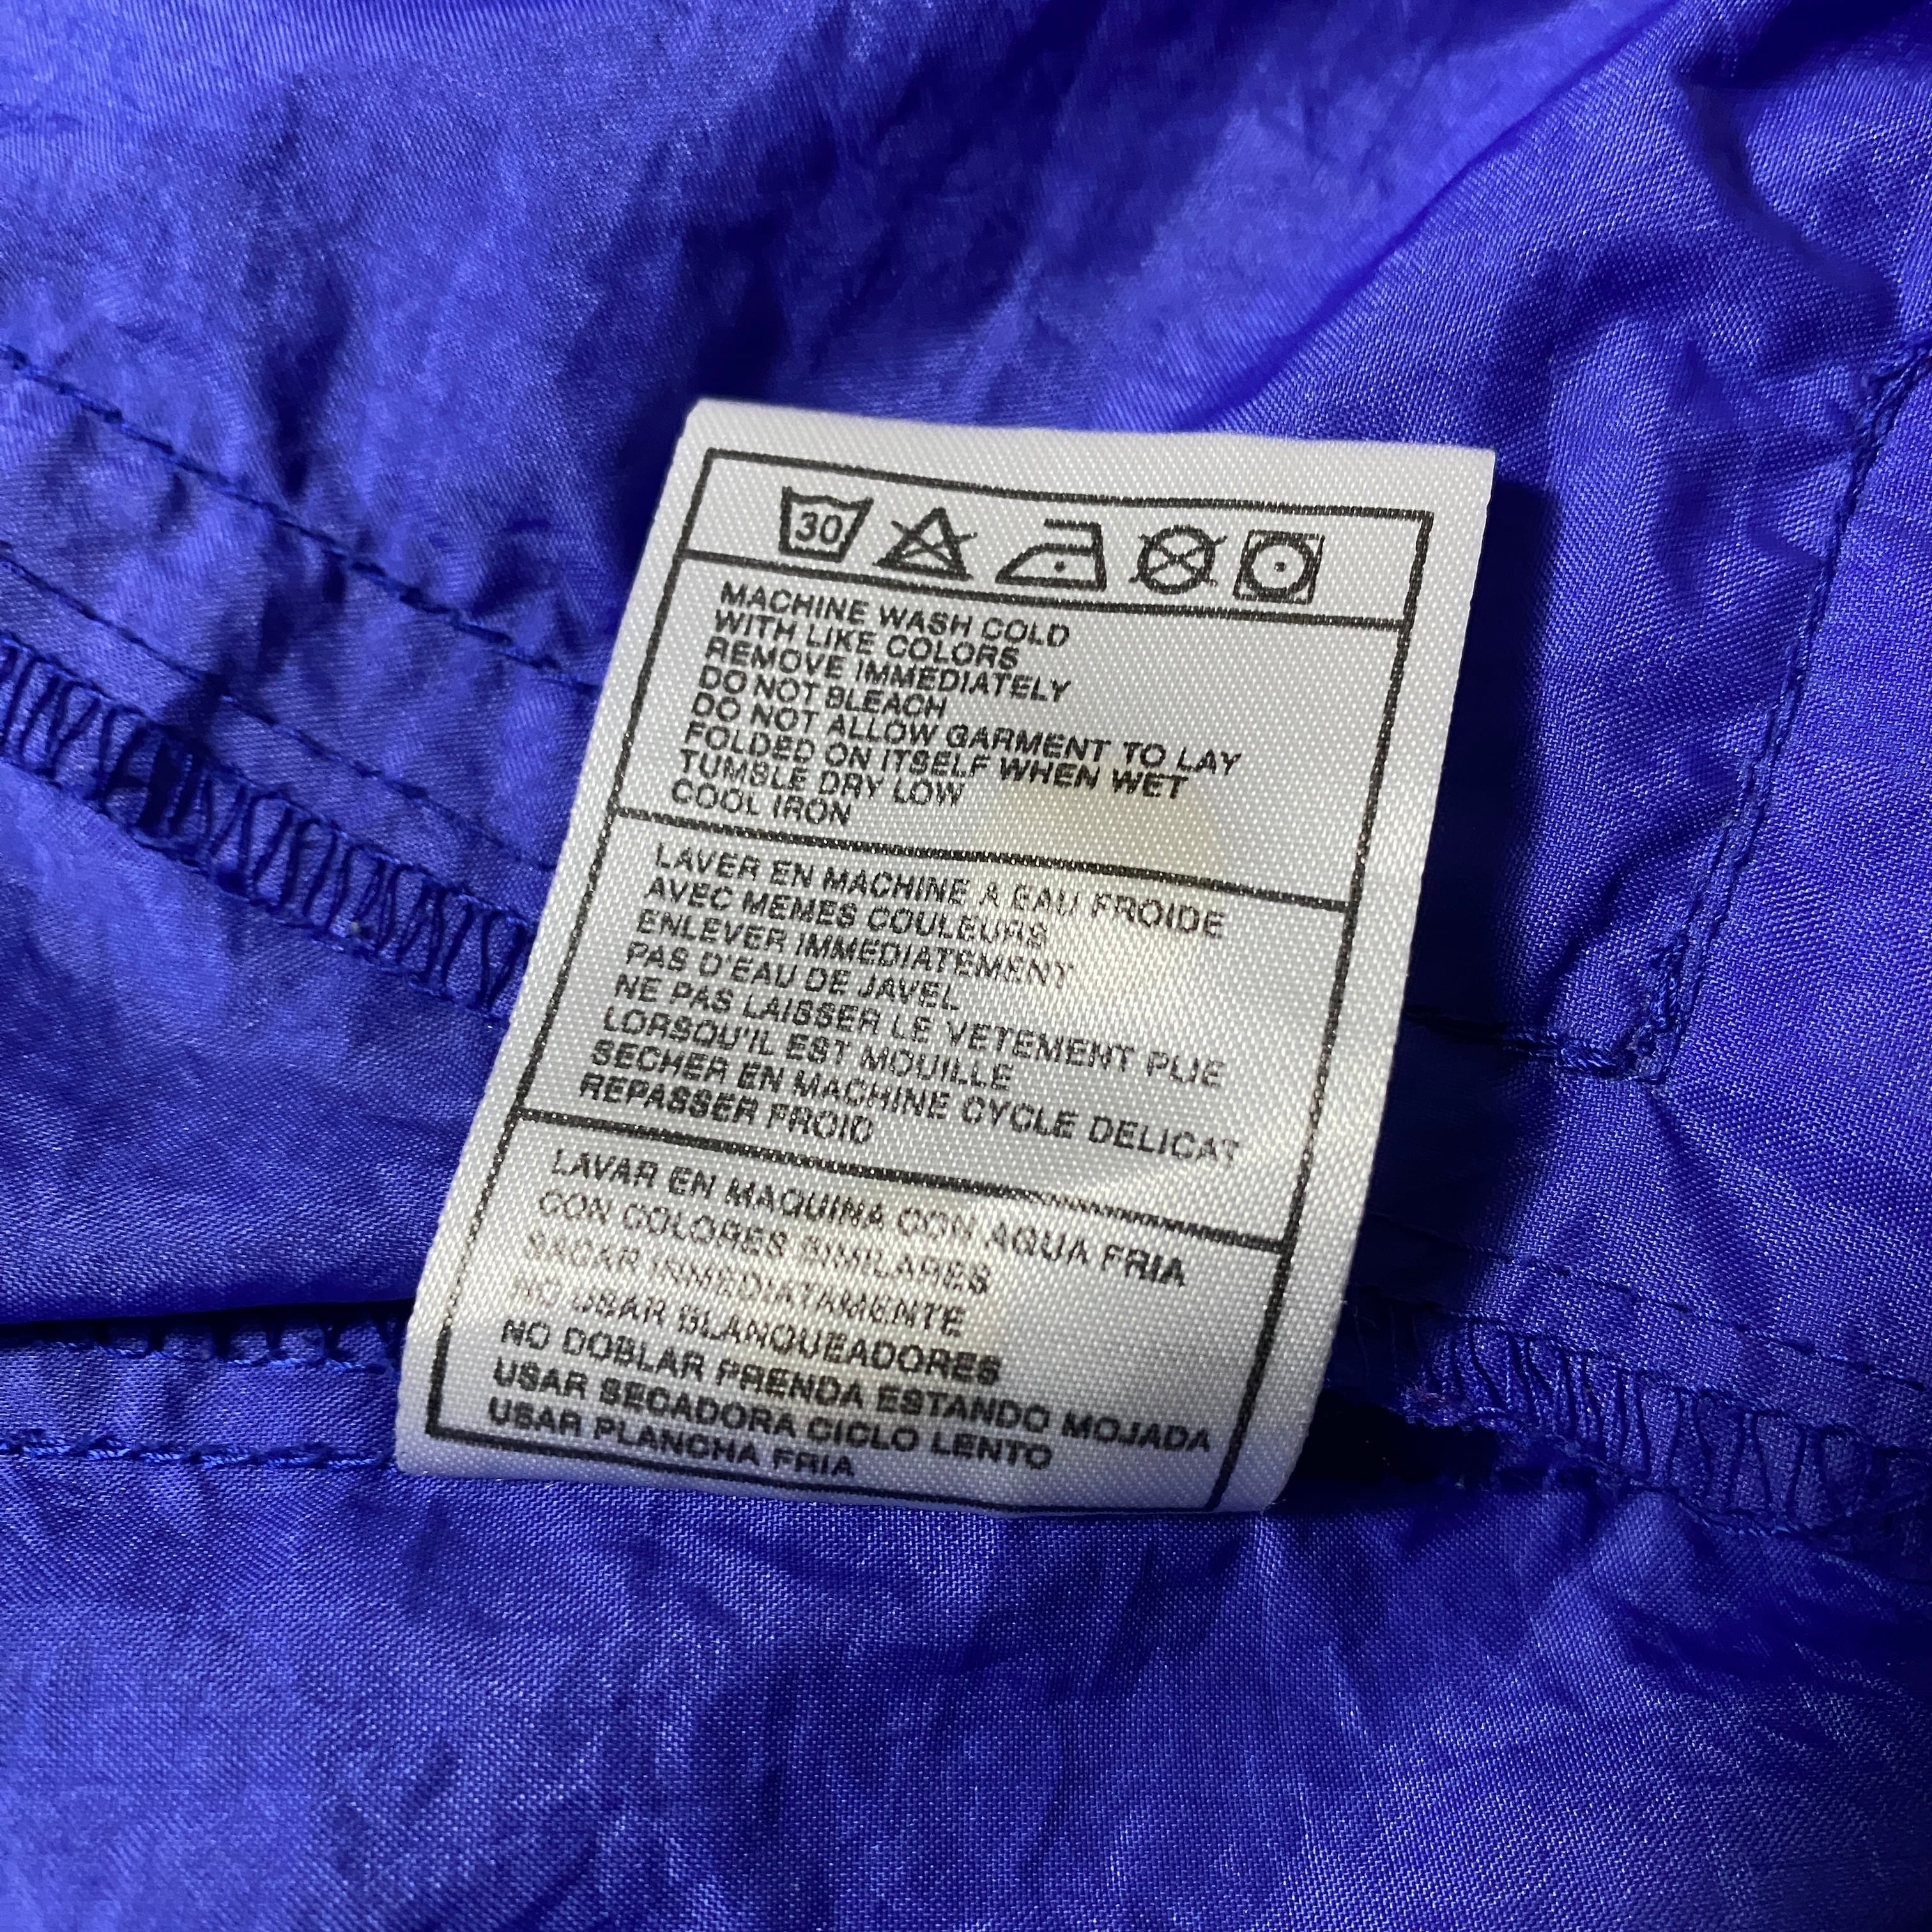 30
MACHINE WASH COLD
WITH LIKE COLORS
REMOVE IMMEDIATELY
DO NOT BLEACH
DO NOT ALLOW GARMENT TO LAY
FOLDED ON ITSELF WHEN WET
TUMBLE DRY LOW
COOL IRON
LAVER EN MACHINE A EAU FROIDE
AVEC MEMES COULEURS
ENLEVER IMMEDIATEMENT
PAS D'EAU DE JAVEL
NE PAS LAISSER LE VETEMENT PLIE
LORSQU'IL EST MOUILLE
SECHER EN MACHINE CYCLE DELICAT
REPASSER FROID
LAVAR EN MAQUINA CON AGUA FRIA
CON COLORES SIMILARES
SACAR INMEDIATAMENTE
NO USAR BLANQUEADORES
NO DOBLAR PRENDA ESTANDO MOJADA
USAR SECADORA CICLO LENTO
USAR PLANCHA FRIA